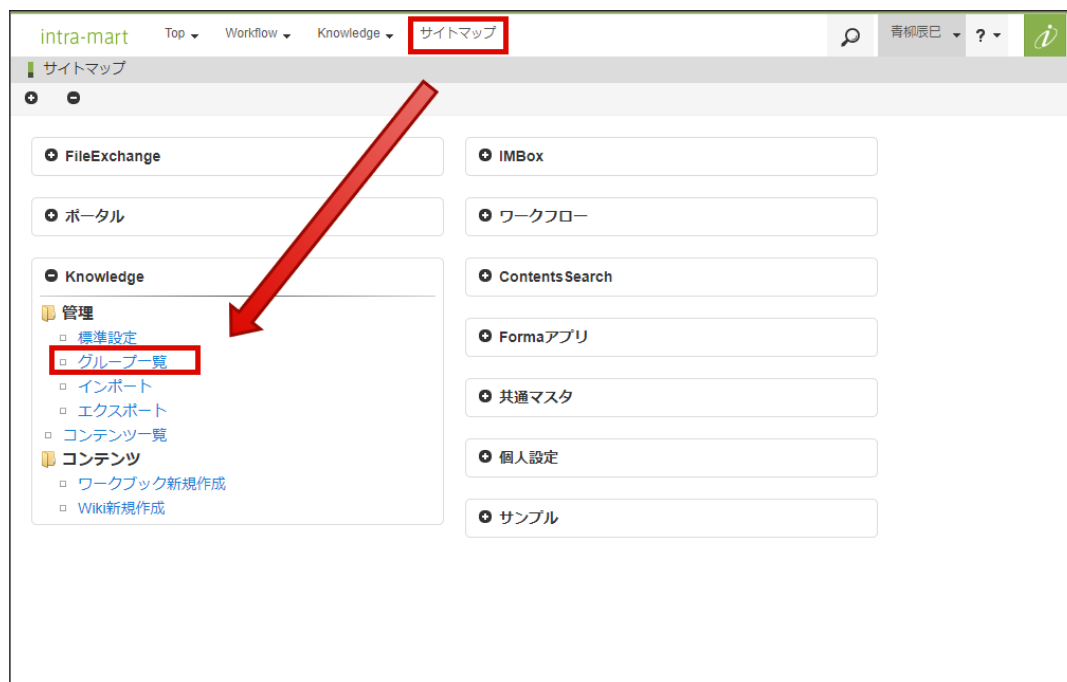 intra-mart Top Workflow Knowledge サイトマップ 青柳辰巳 ?
サイトマップ
FileExchange
ポータル
Knowledge
管理
標準設定
グループ一覧
インポート
エクスポート
コンテンツ一覧
コンテンツ
ワークブック新規作成
Wiki新規作成
IMBox
ワークフロー
ContentsSearch
Formaアプリ
共通マスタ
個人設定
サンプル